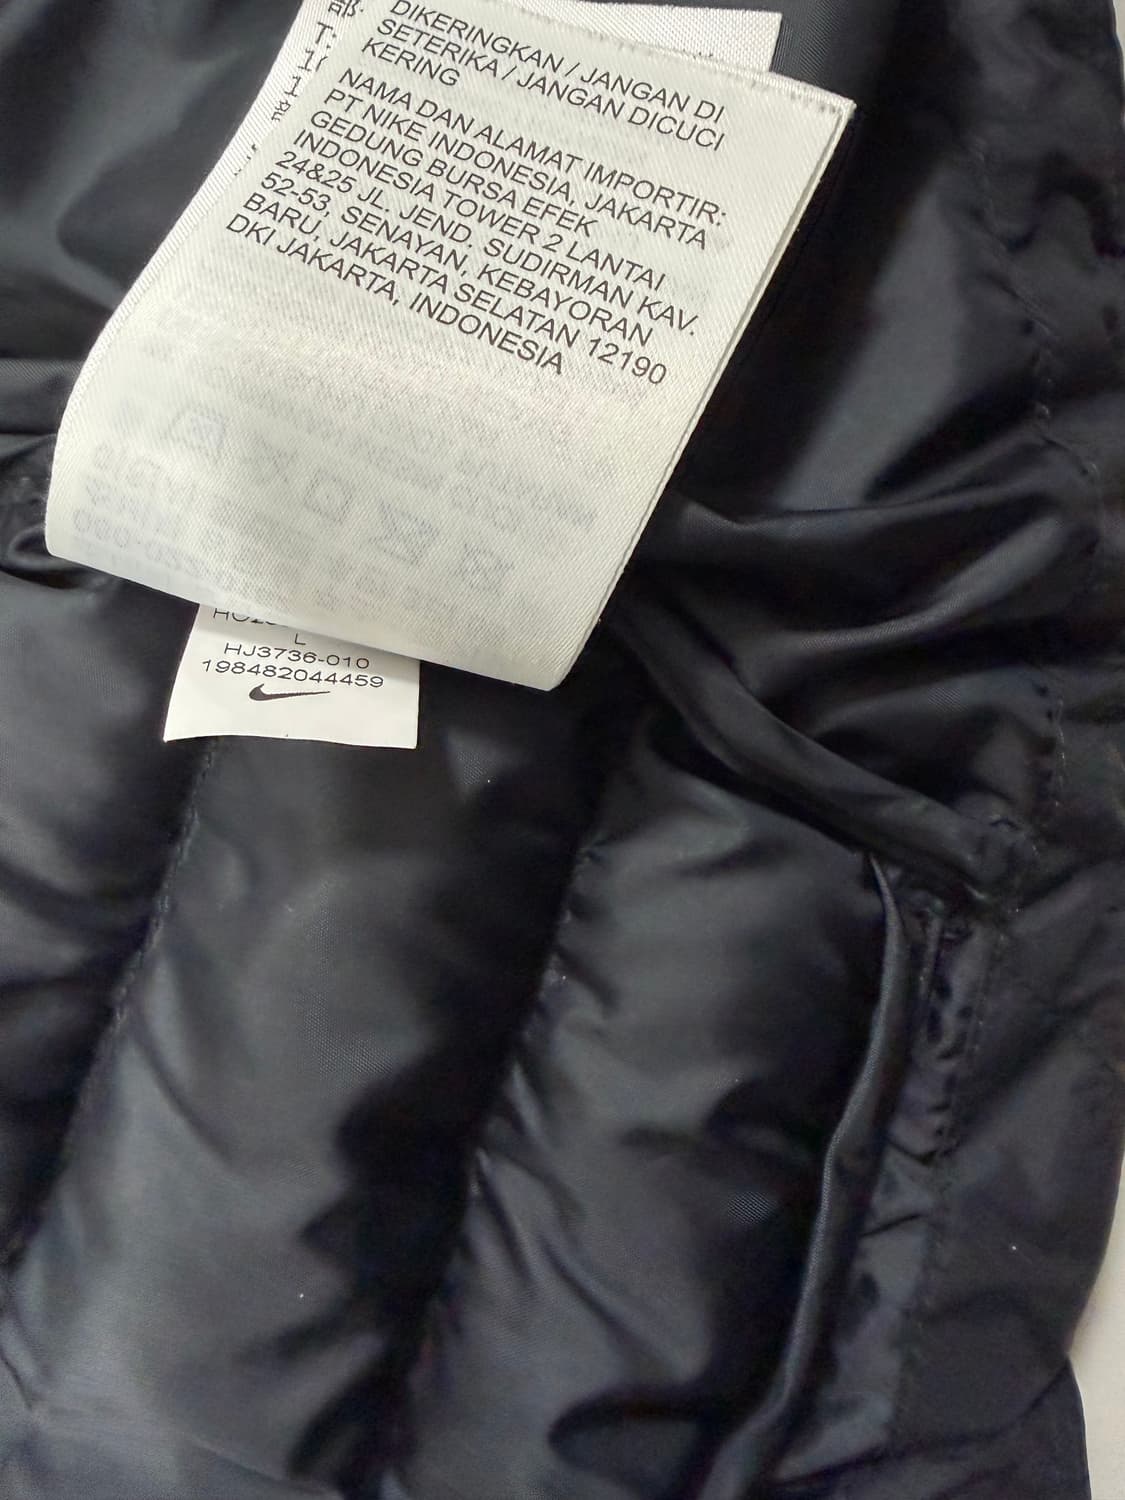 DIKERINGKAN / JANGAN DI
SETERIKA / JANGAN DICUCI
KERING
NAMA DAN ALAMAT IMPORTIR:
PT NIKE INDONESIA, JAKARTA
GEDUNG BURSA EFEK
INDONESIA TOWER 2 LANTAI
24&25 JL. JEND. SUDIRMAN KAV.
52-53, SENAYAN, KEBAYORAN
BARU, JAKARTA SELATAN 12190
DKI JAKARTA, INDONESIA
L
HJ3736-010
198482044459